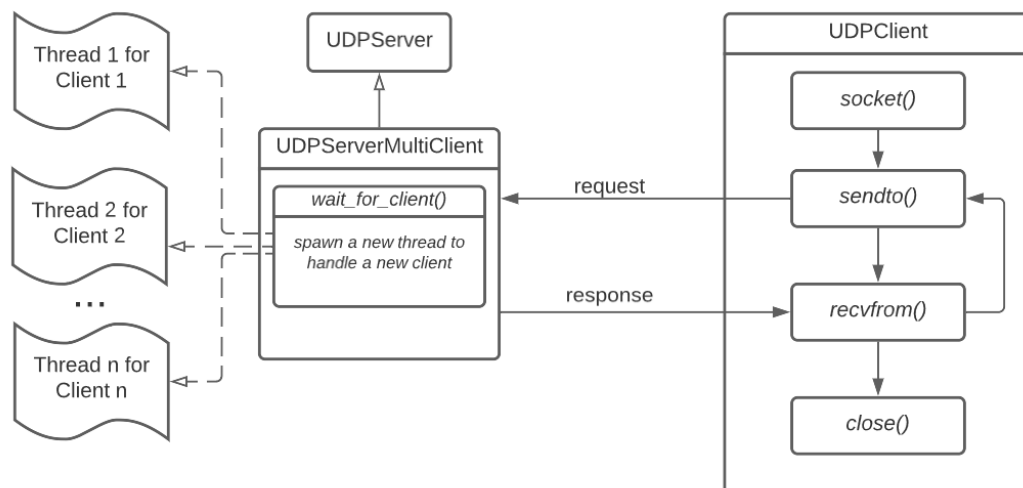 Thread 1 for
Client 1
Thread 2 for
Client 2
...
Thread n for
Client n
UDPServer
UDPServerMultiClient
wait_for_client()
spawn a new thread to
handle a new client
request
response
UDPClient
socket()
sendto()
recvfrom()
close()